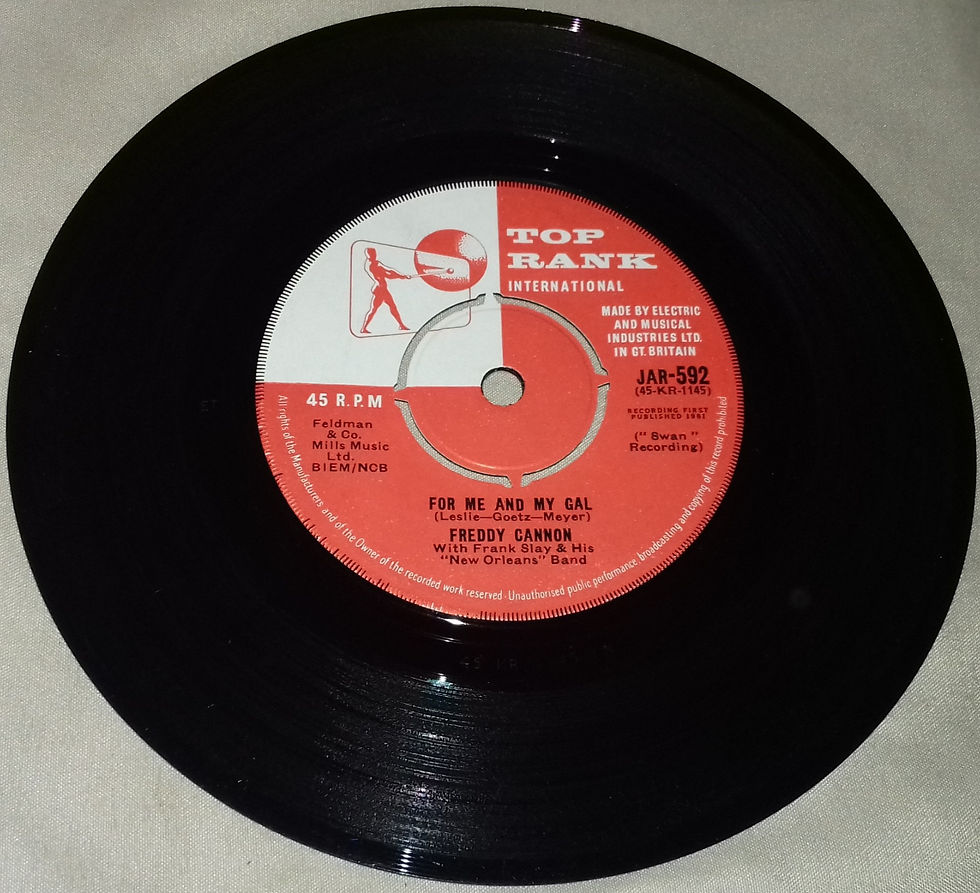 TOP
RANK
INTERNATIONAL
MADE BY ELECTRIC
AND MUSICAL
INDUSTRIES LTD.
IN GT. BRITAIN
JAR-592
(45-KR-1145)
RECORDING FIRST
PUBLISHED 1961
("Swan"
Recording)
45 R.P.M
Feldman
& Co.
Mills Music
Ltd.
BIEM/NCB
FOR ME AND MY GAL
(Leslie—Goetz—Meyer)
FREDDY CANNON
With Frank Slay & His
"New Orleans" Band
All rights of the Manufacturers and of the Owner of the recorded work reserved · Unauthorised public performance broadcasting and copying of this record prohibited